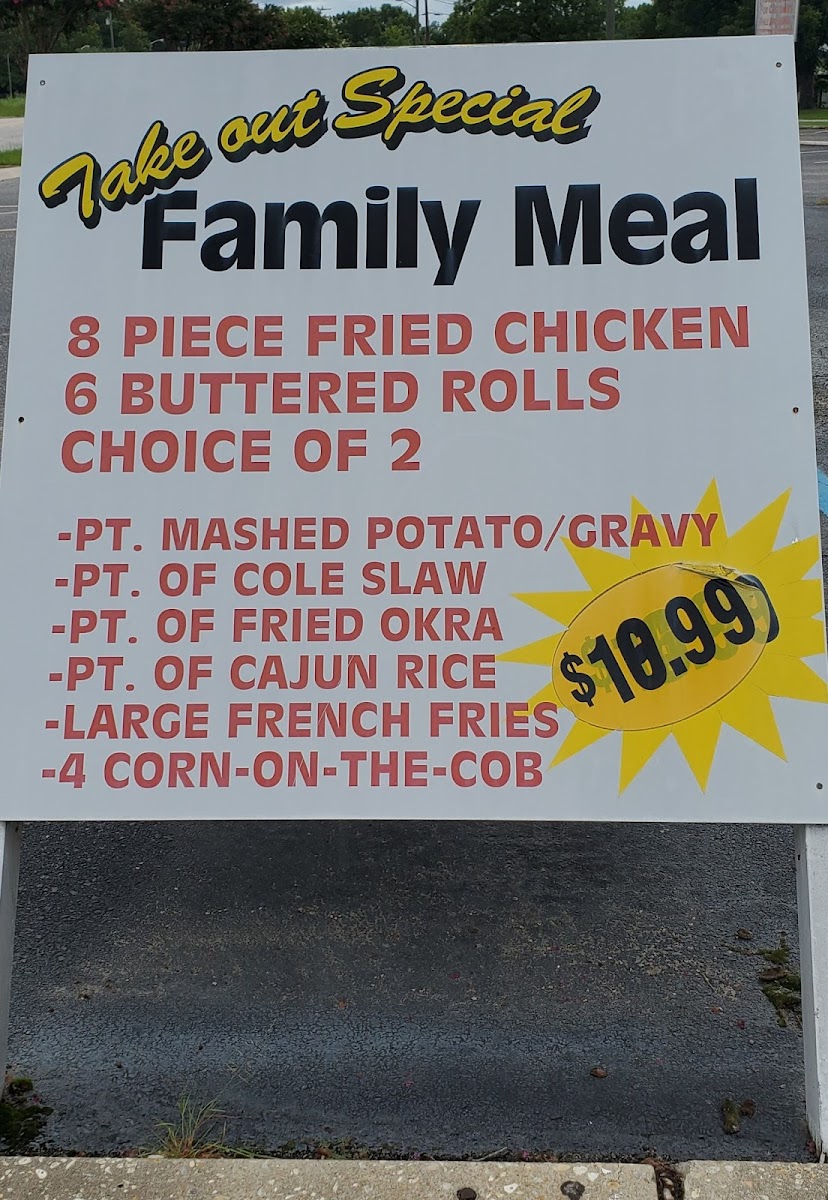 Take out Special
Family Meal
8 PIECE FRIED CHICKEN
6 BUTTERED ROLLS
CHOICE OF 2
-PT. MASHED POTATO/GRAVY
-PT. OF COLE SLAW
-PT. OF FRIED OKRA
-PT. OF CAJUN RICE
-LARGE FRENCH FRIES
-4 CORN-ON-THE-COB
$10.99